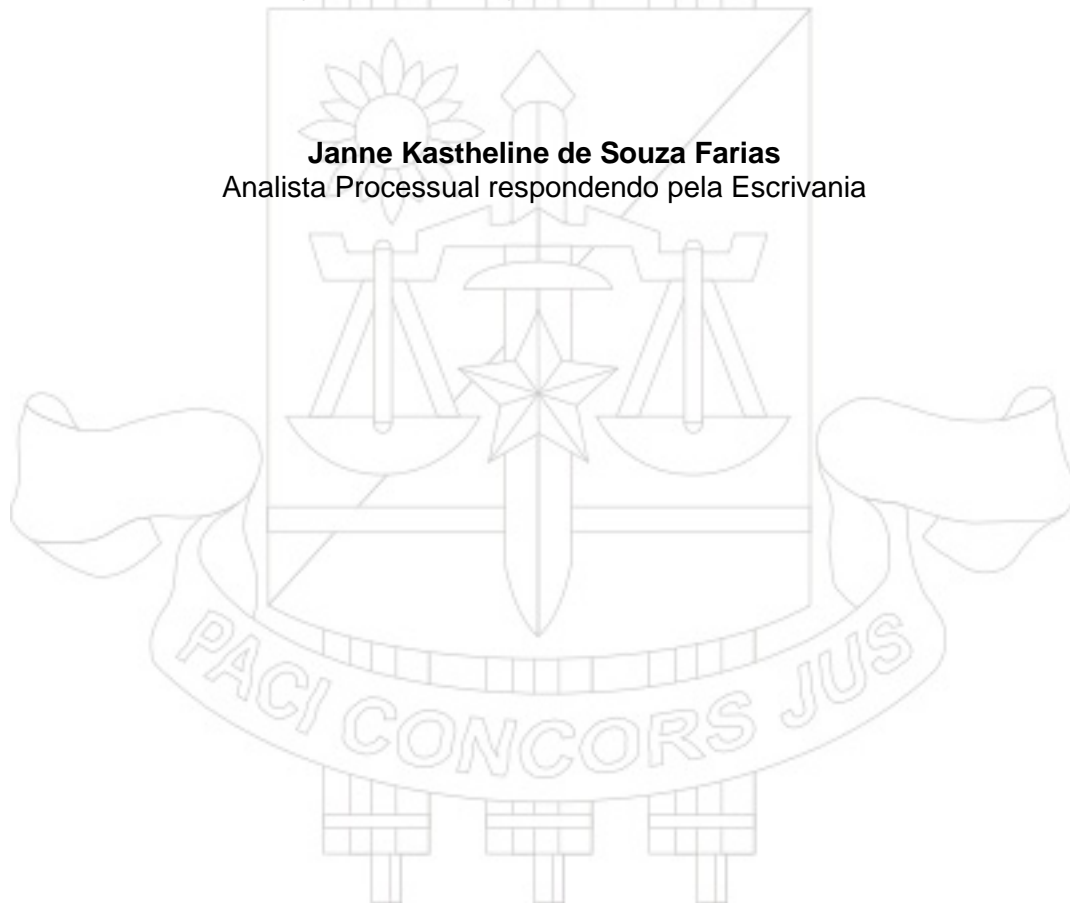 Janne Kastheline de Souza Farias
Analista Processual respondendo pela Escrivania
PACI CONCORS JUS